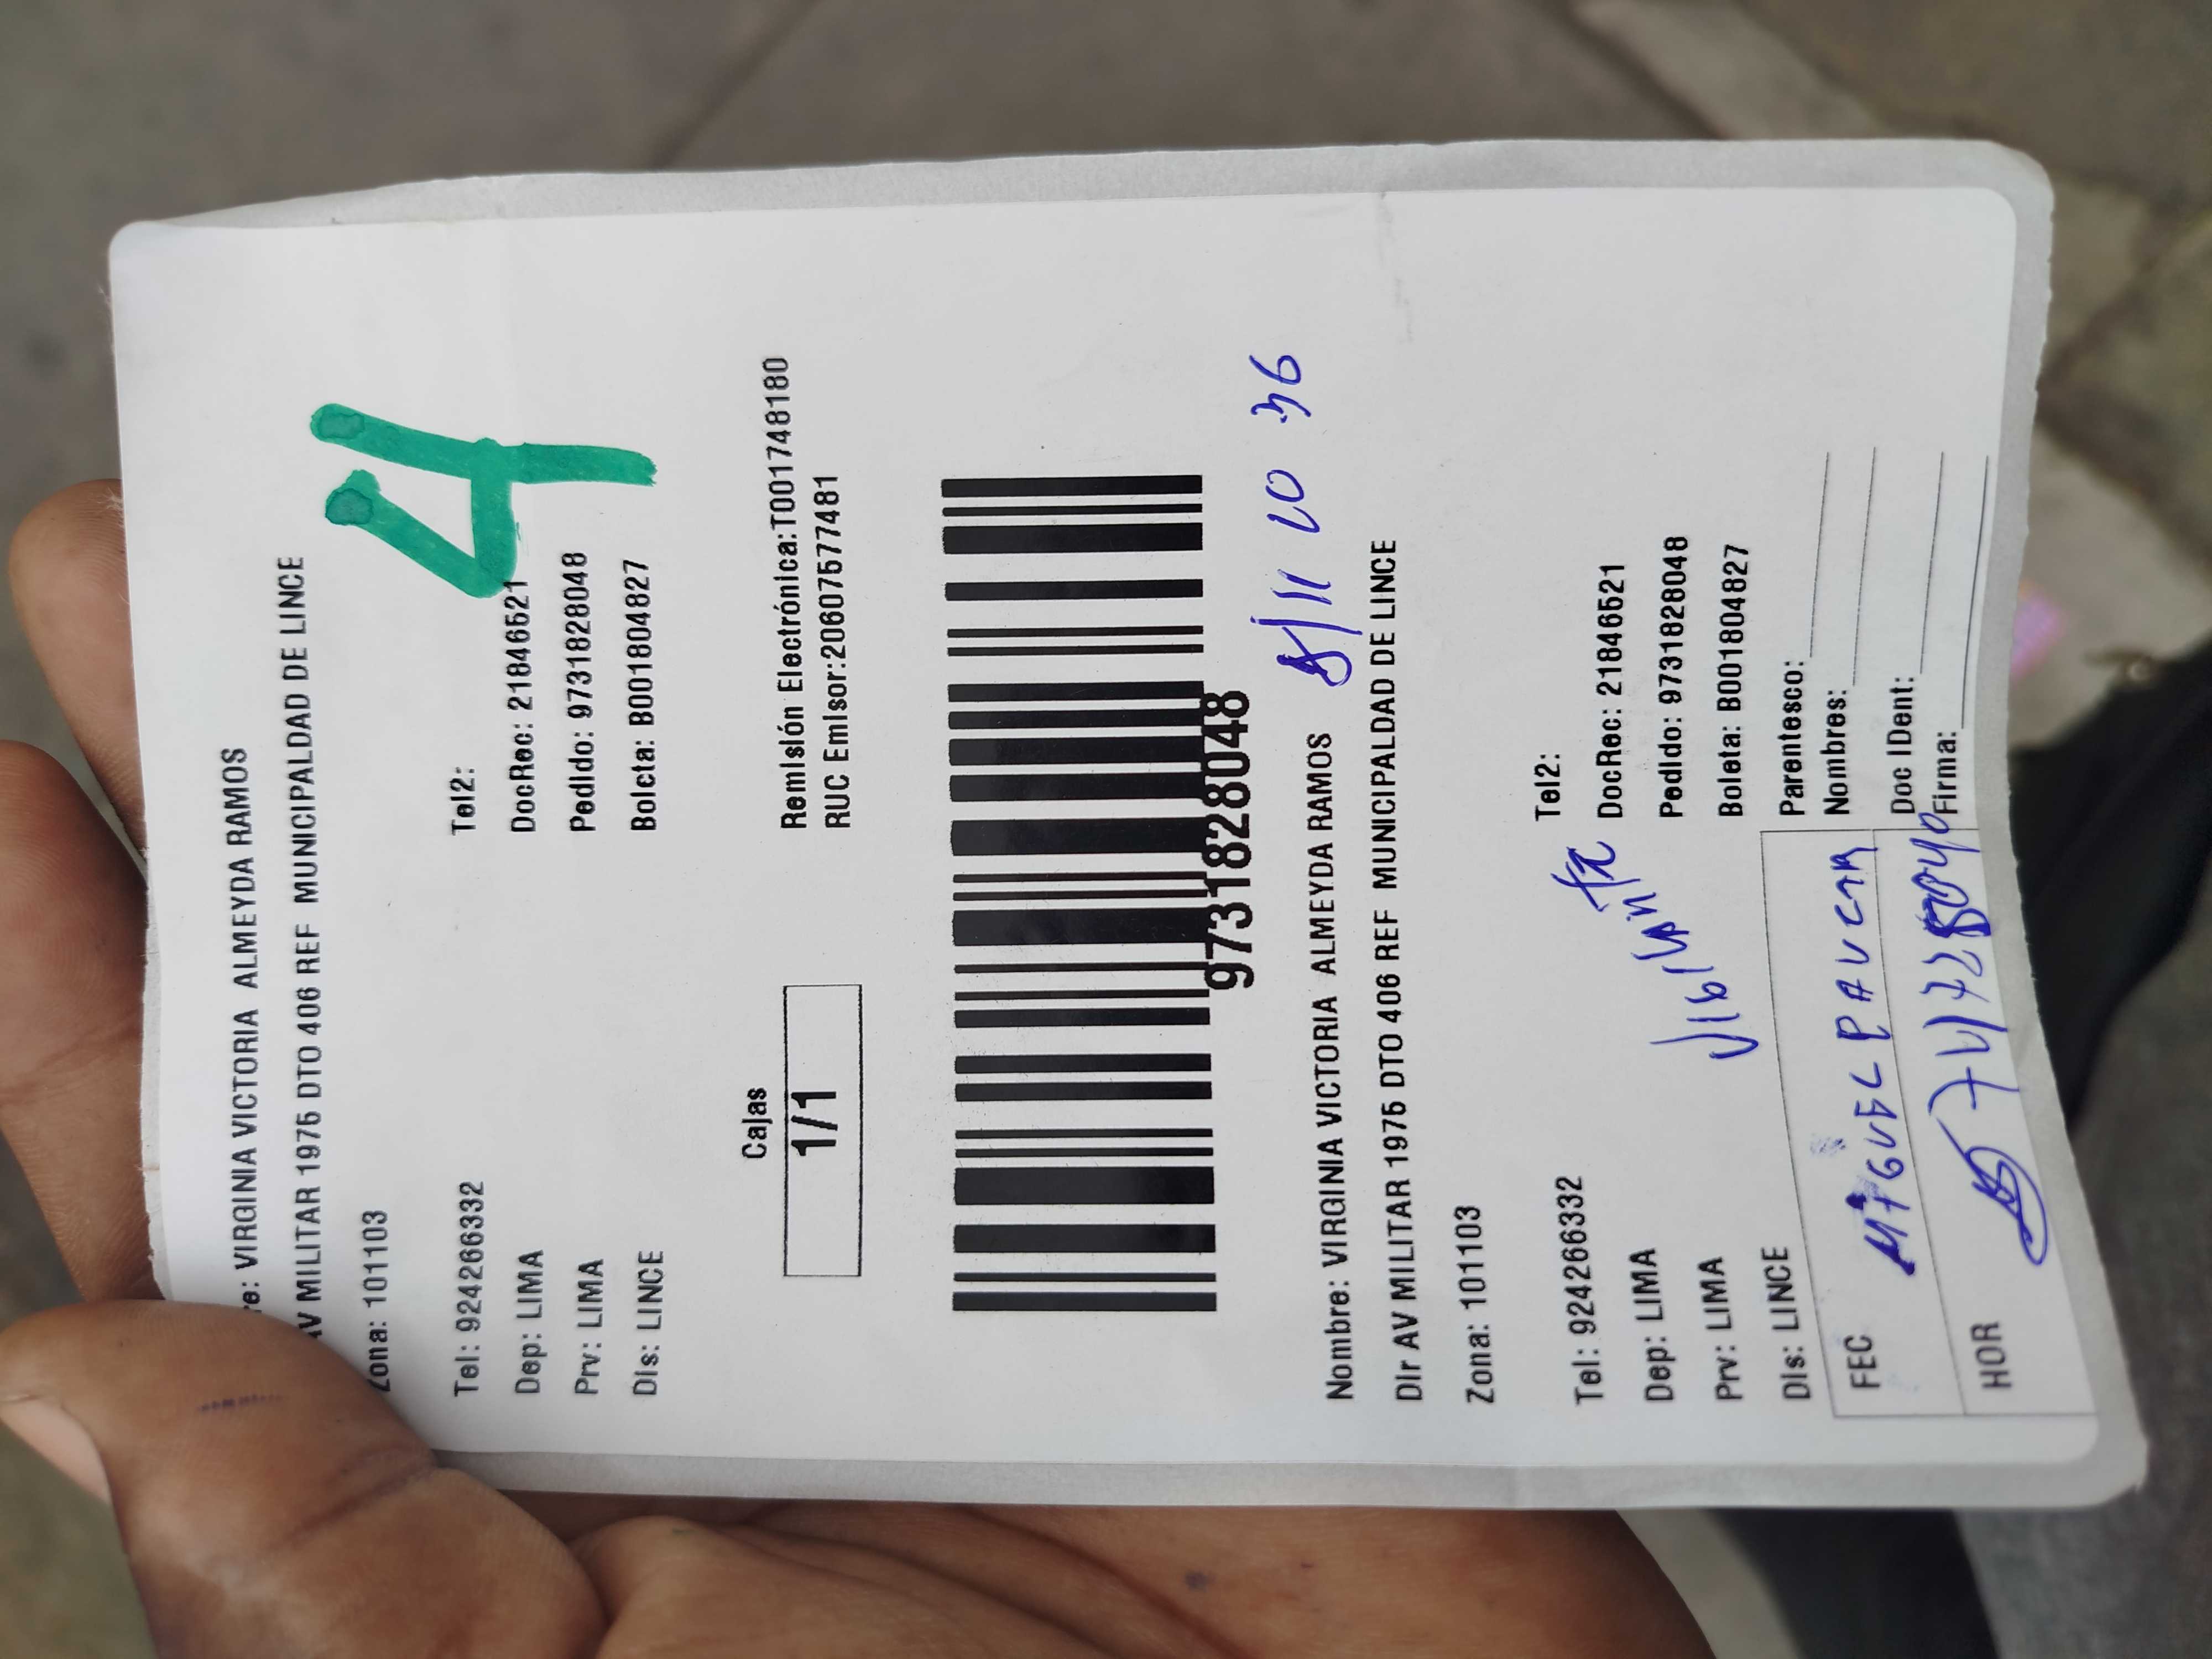 re: VIRGINIA VICTORIA ALMEYDA RAMOS
AV MILITAR 1975 DTO 406 REF MUNICIPALDAD DE LINCE
4
Zona: 101103
Tel: 924266332 Tel2:
Dep: LIMA DocRec: 21846521
Prv: LIMA Pedido: 9731828048
Dis: LINCE Boleta: B001804827
Cajas
1/1
Remisión Electrónica:T001748180
RUC Emisor:20607577481
9731828048
8/11 10 36
Nombre: VIRGINIA VICTORIA ALMEYDA RAMOS
Dir AV MILITAR 1975 DTO 406 REF MUNICIPALDAD DE LINCE
Zona: 101103
Tel: 924266332 Tel2:
Dep: LIMA DocRec: 21846521
Prv: LIMA Pedido: 9731828048
Dis: LINCE Boleta: B001804827
Parentesco:
Nombres:
Doc IDent:
Firma:
FEC MIGUEL PAUCAR
HOR